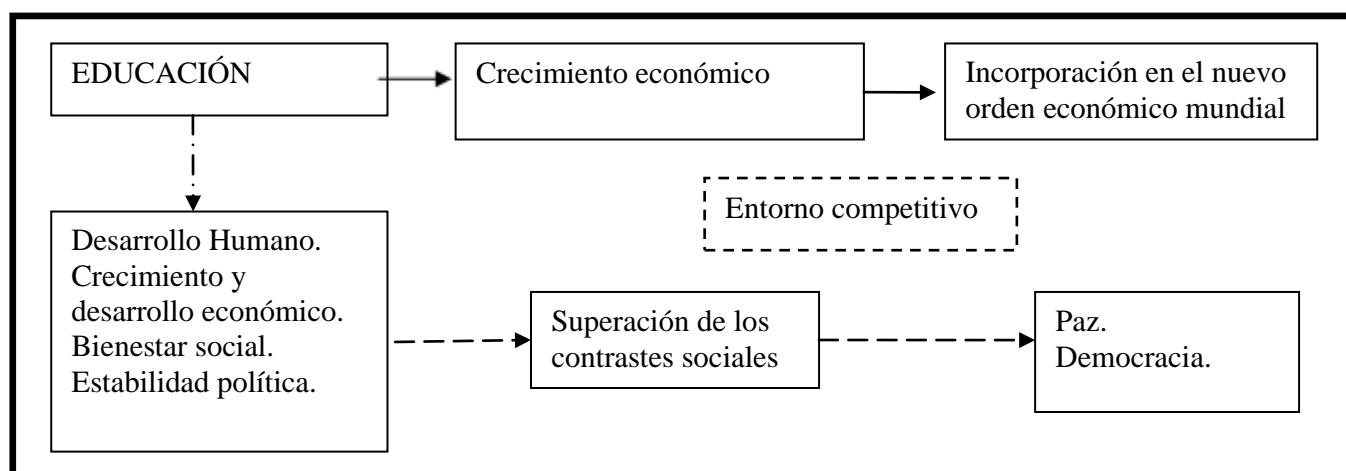 EDUCACIÓN
Crecimiento económico
Incorporación en el nuevo
orden económico mundial
Entorno competitivo
Desarrollo Humano.
Crecimiento y
desarrollo económico.
Bienestar social.
Estabilidad política.
Superación de los
contrastes sociales
Paz.
Democracia.